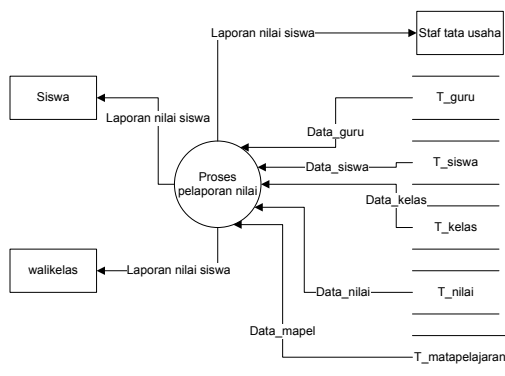 Laporan nilai siswa
Staf tata usaha
Siswa
Laporan nilai siswa
T_guru
Data_guru
Data_siswa
T_siswa
Proses
pelaporan nilai
Data_kelas
T_kelas
walikelas
Laporan nilai siswa
Data_nilai
T_nilai
Data_mapel
T_matapelajaran